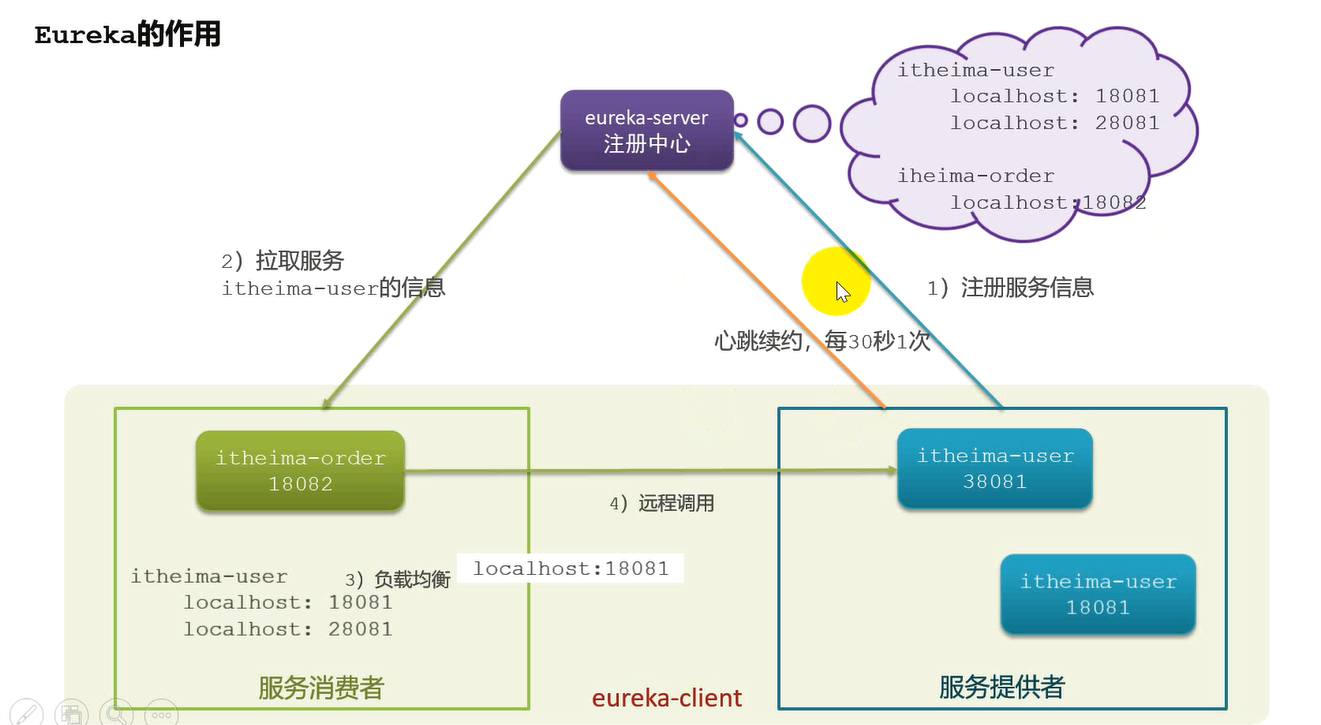 Eureka的作用
eureka-server
注册中心
itheima-user
localhost: 18081
localhost: 28081
iheima-order
localhost:18082
2）拉取服务
itheima-user的信息
1）注册服务信息
心跳续约，每30秒1次
itheima-order
18082
itheima-user
38081
4）远程调用
itheima-user
localhost: 18081
localhost: 28081
3）负载均衡
localhost:18081
itheima-user
18081
服务消费者
eureka-client
服务提供者